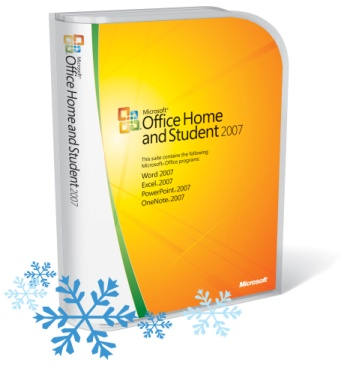 Microsoft®
Office Home
and Student 2007
Microsoft®
Office Home
and Student 2007
This suite contains the following
Microsoft® Office programs:
Word 2007
Excel® 2007
PowerPoint® 2007
OneNote® 2007
Microsoft